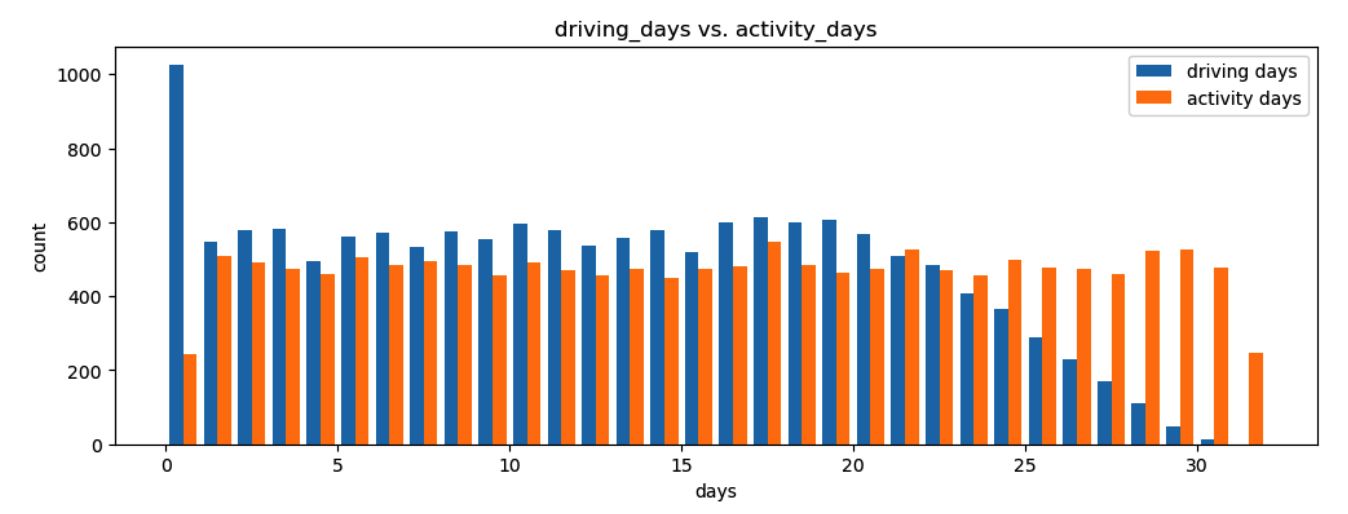 driving_days vs. activity_days
driving days
activity days
count
1000
800
600
400
200
0
0 5 10 15 20 25 30
days